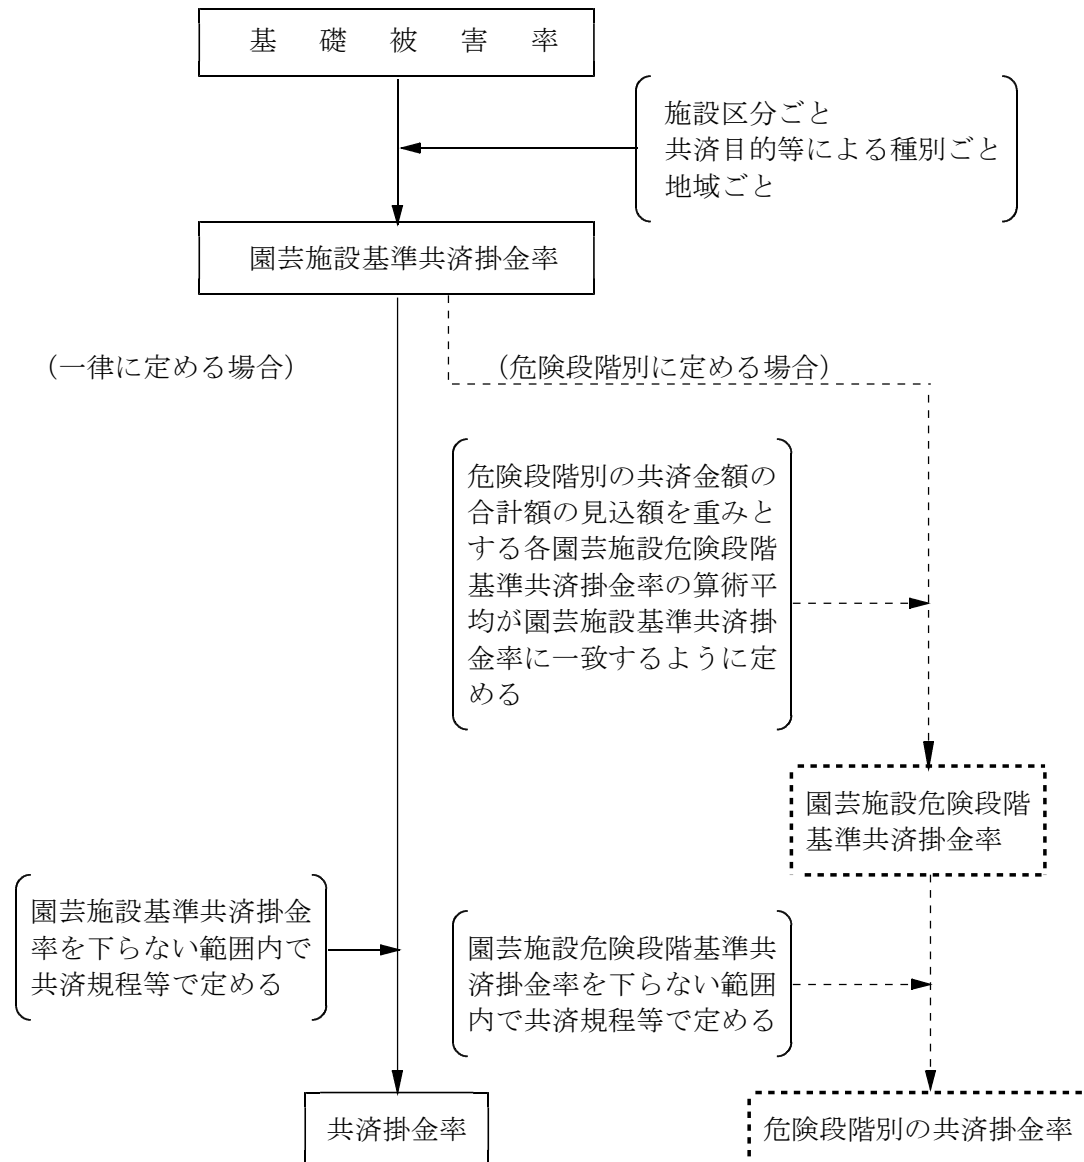 基礎被害率
施設区分ごと
共済目的等による種別ごと
地域ごと
園芸施設基準共済掛金率
（一律に定める場合）
（危険段階別に定める場合）
危険段階別の共済金額の
合計額の見込額を重みと
する各園芸施設危険段階
基準共済掛金率の算術平
均が園芸施設基準共済掛
金率に一致するように定
める
園芸施設危険段階
基準共済掛金率
園芸施設基準共済掛金
率を下らない範囲内で
共済規程等で定める
園芸施設危険段階基準共
済掛金率を下らない範囲
内で共済規程等で定める
共済掛金率
危険段階別の共済掛金率